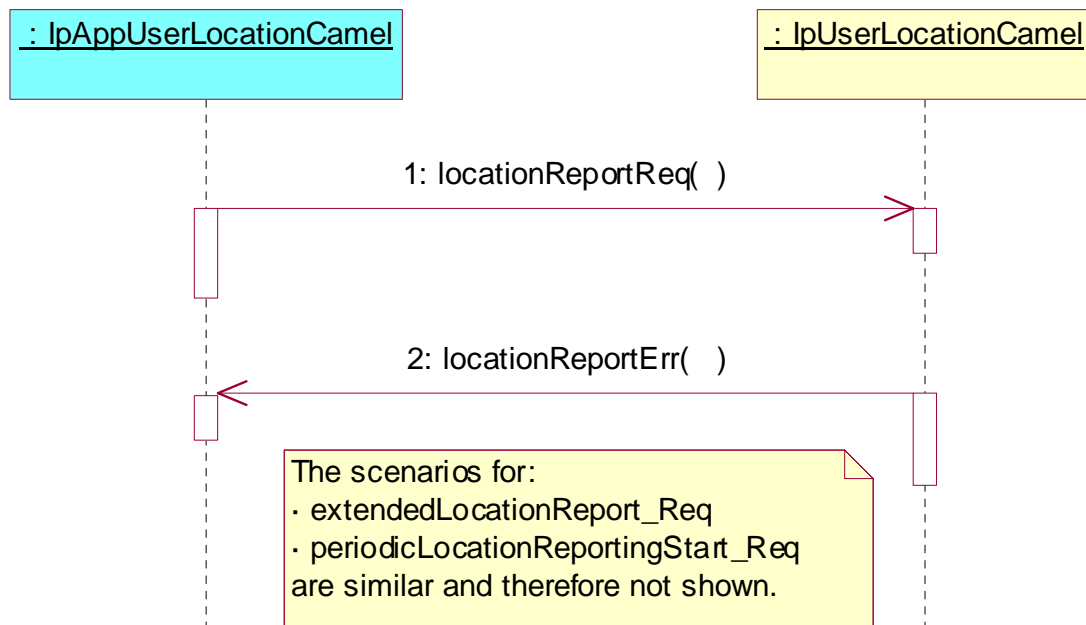 : IpAppUserLocationCamel
: IpUserLocationCamel
1: locationReportReq( )
2: locationReportErr( )
The scenarios for:
· extendedLocationReport_Req
· periodicLocationReportingStart_Req
are similar and therefore not shown.